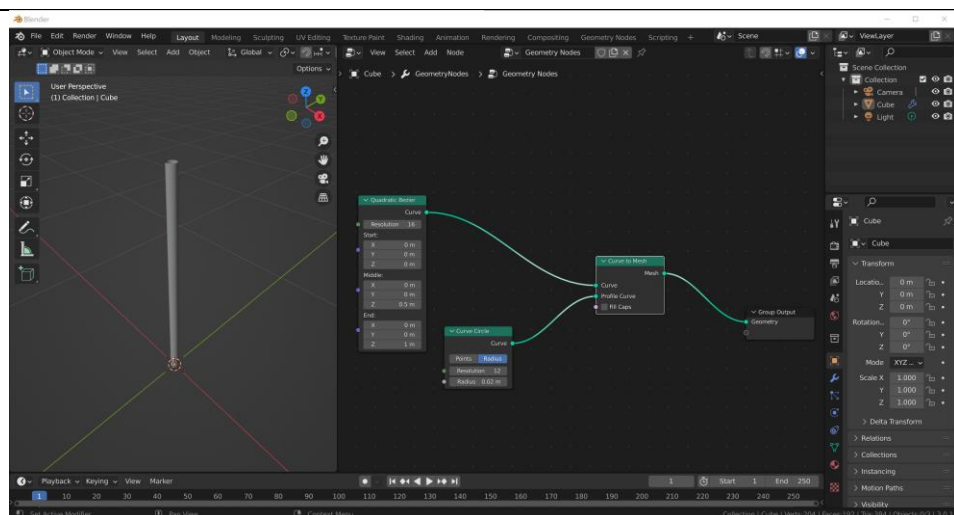 Blender
File Edit Render Window Help Layout Modeling Sculpting UV Editing Texture Paint Shading Animation Rendering Compositing Geometry Nodes Scripting + Scene ViewLayer
Object Mode View Select Add Object Global View Select Add Node Geometry Nodes
Options
Cube > GeometryNodes > Geometry Nodes
User Perspective
(1) Collection | Cube
Z
Y
X
Scene Collection
Collection
Camera
Cube
Light
Quadratic Bezier
Curve
Resolution 16
Start:
X 0 m
Y 0 m
Z 0 m
Middle:
X 0 m
Y 0 m
Z 0.5 m
End:
X 0 m
Y 0 m
Z 1 m
Curve Circle
Curve
Points Radius
Resolution 12
Radius 0.02 m
Curve to Mesh
Mesh
Curve
Profile Curve
Fill Caps
Group Output
Geometry
Cube
Cube
Transform
Locatio.. 0 m
Y 0 m
Z 0 m
Rotation.. 0°
Y 0°
Z 0°
Mode XYZ ..
Scale X 1.000
Y 1.000
Z 1.000
Delta Transform
Relations
Collections
Instancing
Motion Paths
Visibility
Playback Keying View Marker 1 Start 1 End 250
1 10 20 30 40 50 60 70 80 90 100 110 120 130 140 150 160 170 180 190 200 210 220 230 240 250
Set Active Modifier Pan View Context Menu